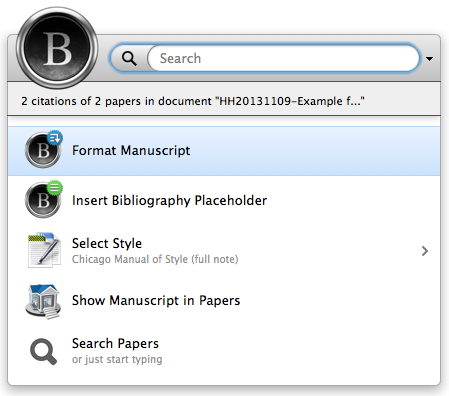 B
Search
2 citations of 2 papers in document "HH20131109-Example f..."
B
Format Manuscript
B
Insert Bibliography Placeholder
Select Style
Chicago Manual of Style (full note)
Show Manuscript in Papers
Search Papers
or just start typing